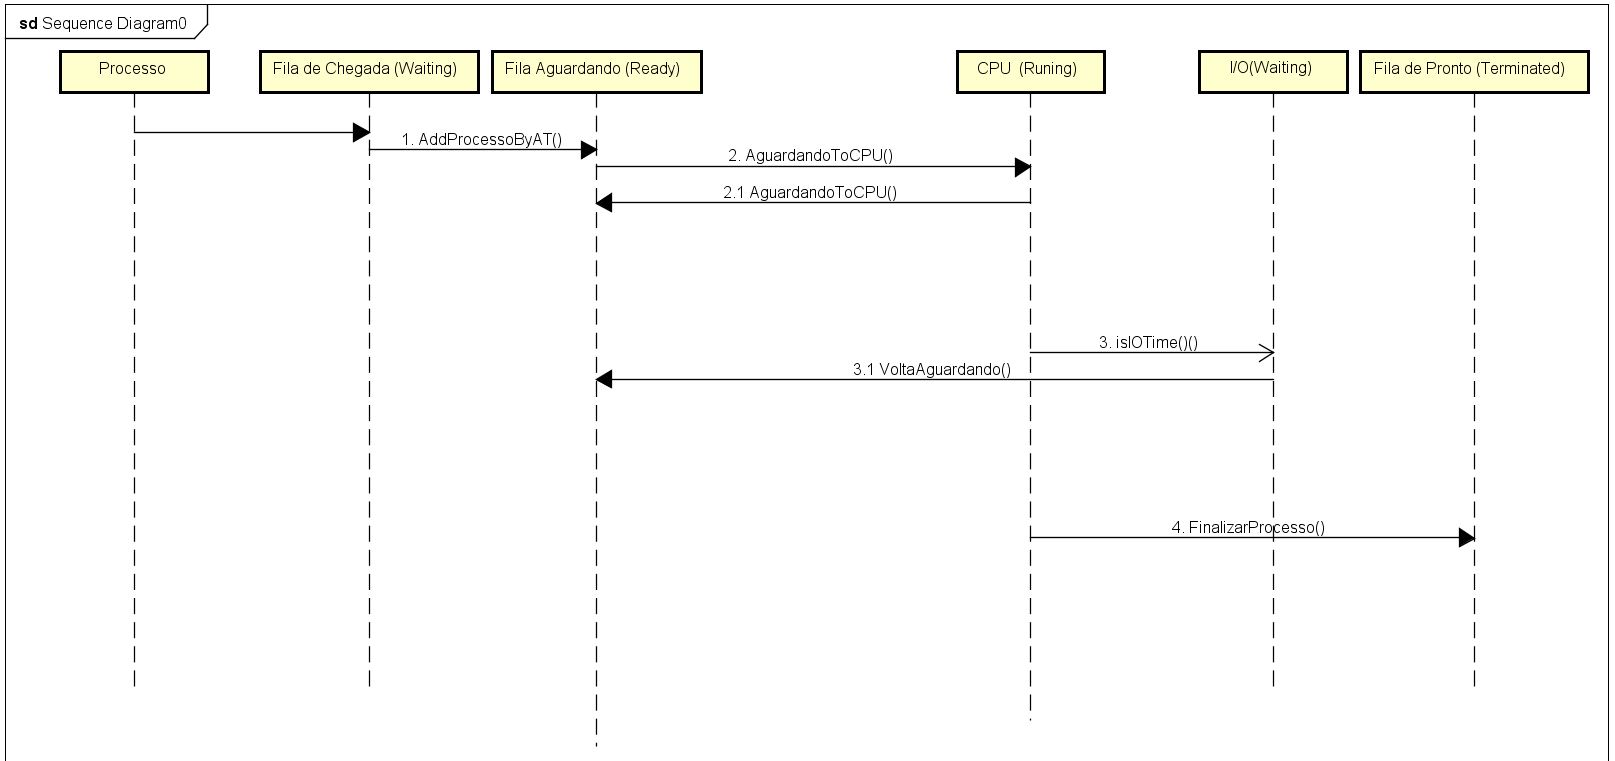 sd Sequence Diagram0
Processo
Fila de Chegada (Waiting)
Fila Aguardando (Ready)
CPU (Runing)
I/O(Waiting)
Fila de Pronto (Terminated)
1. AddProcessoByAT()
2. AguardandoToCPU()
2.1 AguardandoToCPU()
3. isIOTime()()
3.1 VoltaAguardando()
4. FinalizarProcesso()